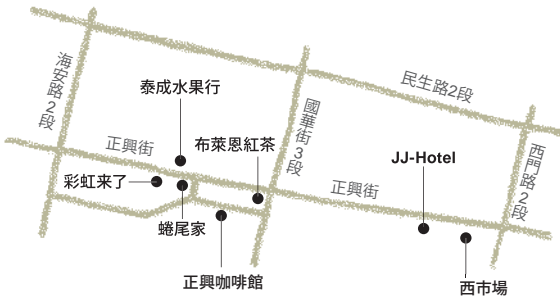 海安路2段
泰成水果行
國華街3段
民生路2段
正興街
布萊恩紅茶
西門路2段
JJ-Hotel
彩虹来了
正興街
蜷尾家
正興咖啡館
西市場